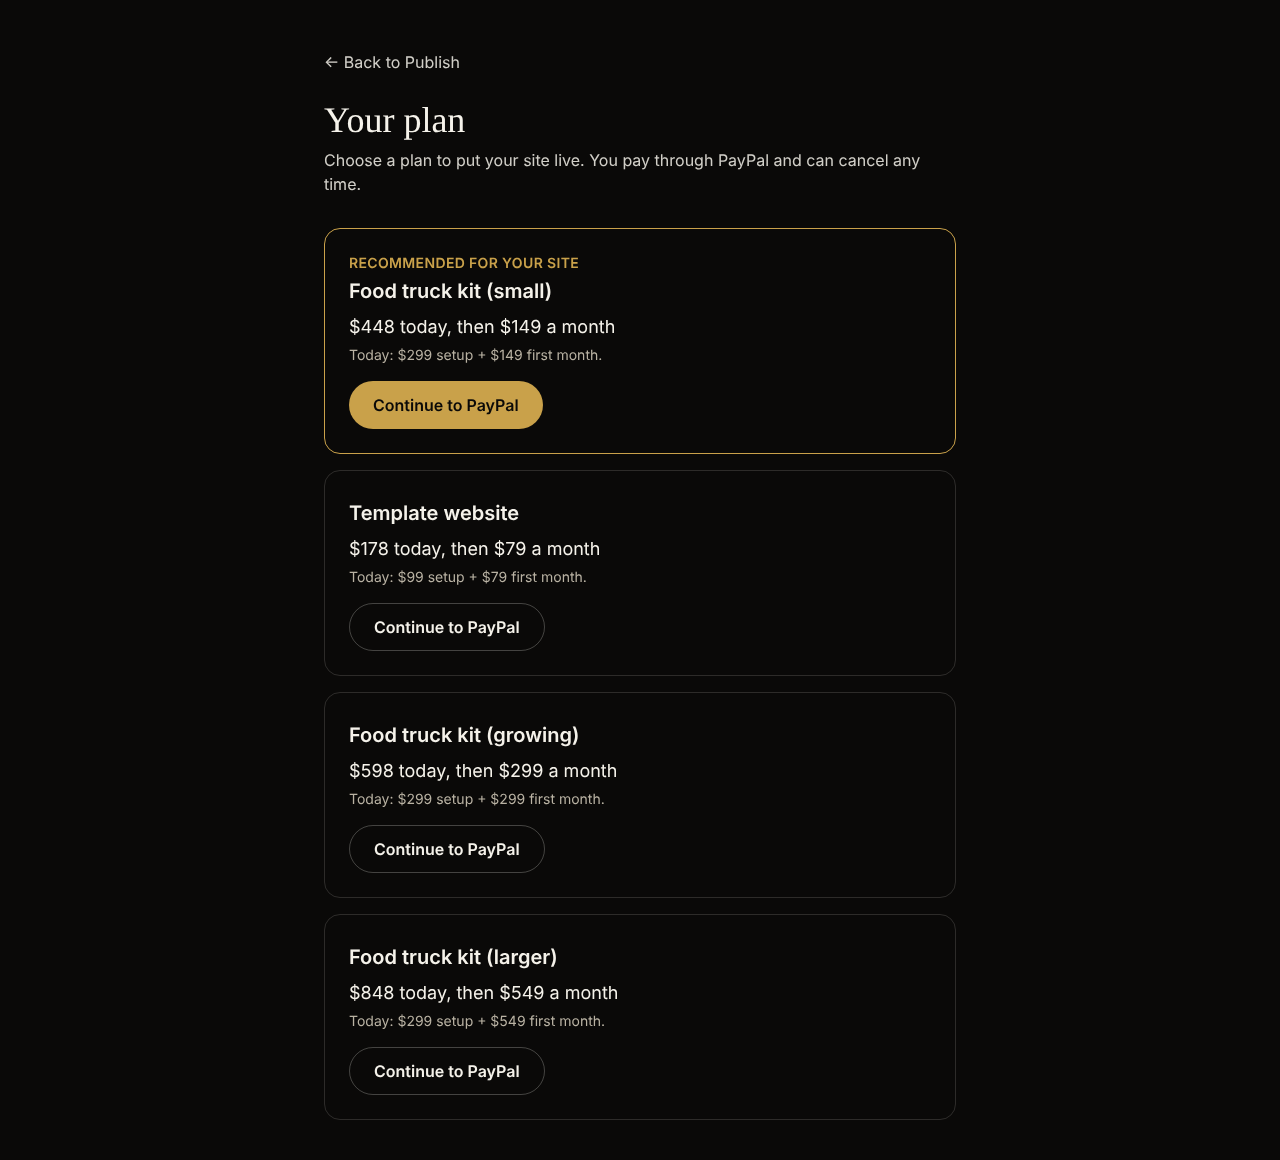 ← Back to Publish
Your plan
Choose a plan to put your site live. You pay through PayPal and can cancel any
time.
RECOMMENDED FOR YOUR SITE
Food truck kit (small)
$448 today, then $149 a month
Today: $299 setup + $149 first month.
Continue to PayPal
Template website
$178 today, then $79 a month
Today: $99 setup + $79 first month.
Continue to PayPal
Food truck kit (growing)
$598 today, then $299 a month
Today: $299 setup + $299 first month.
Continue to PayPal
Food truck kit (larger)
$848 today, then $549 a month
Today: $299 setup + $549 first month.
Continue to PayPal